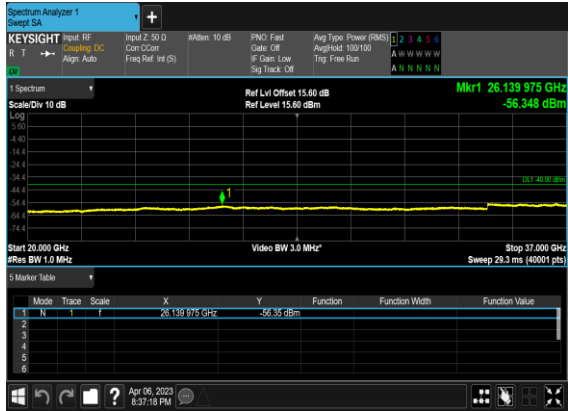 Spectrum Analyzer 1
Swept SA
+
KEYSIGHT Input: RF Input Z: 50 Ω #Atten: 10 dB PNO: Fast Avg Type: Power (RMS) 1 2 3 4 5 6
R T Coupling: DC Corr CCorr Gate: Off Avg|Hold: 100/100 A W W W W W
Align: Auto Freq Ref: Int (S) IF Gain: Low Trig: Free Run
Sig Track: Off A N N N N N
LU
1 Spectrum
Ref Lvl Offset 15.60 dB Mkr1 26.139 975 GHz
Scale/Div 10 dB Ref Level 15.60 dBm -56.348 dBm
Log
5.60
-4.40
-14.4
-24.4
-34.4
DL1 -40.00 dBm
-44.4
1
-54.4
-64.4
-74.4
Start 20.000 GHz Video BW 3.0 MHz* Stop 37.000 GHz
#Res BW 1.0 MHz Sweep 29.3 ms (40001 pts)
5 Marker Table
Mode Trace Scale X Y Function Function Width Function Value
1 N 1 f 26.139 975 GHz -56.35 dBm
2
3
4
5
6
? Apr 06, 2023
8:37:18 PM